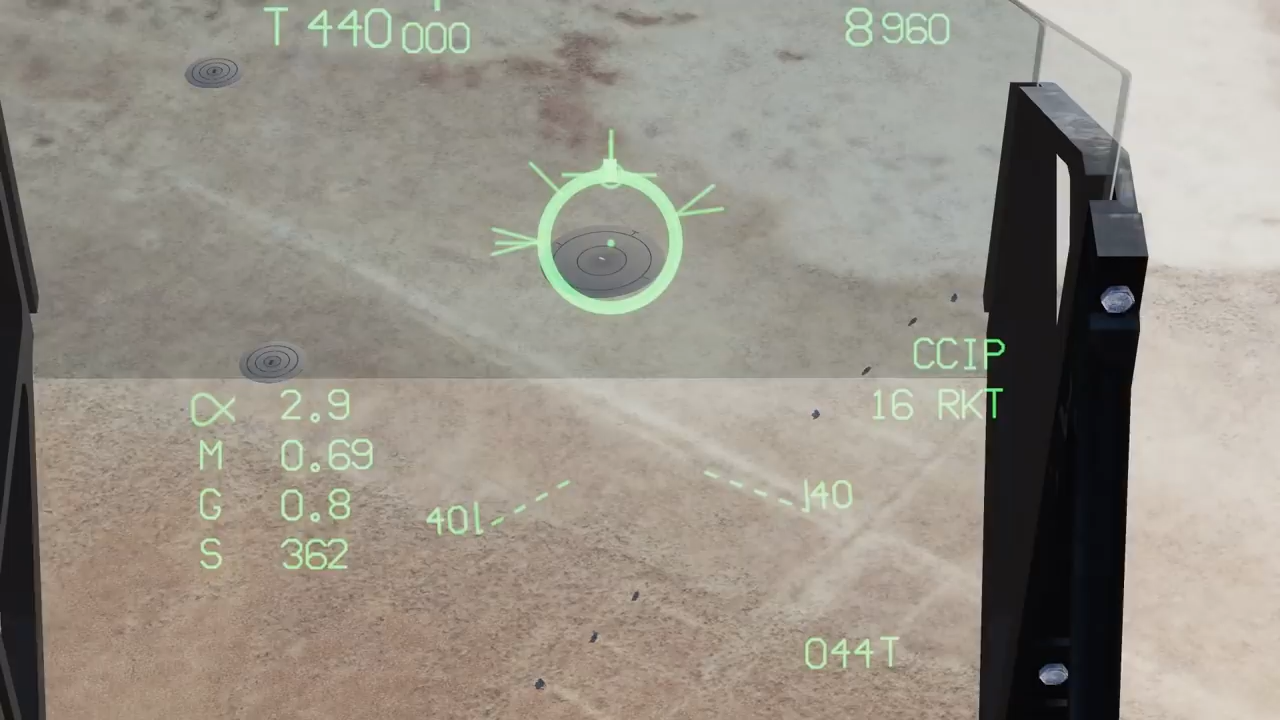 T 440 000 8 960
CCIP
16 RKT
α 2.9
M 0.69
G 0.8
S 362
40 40
044T